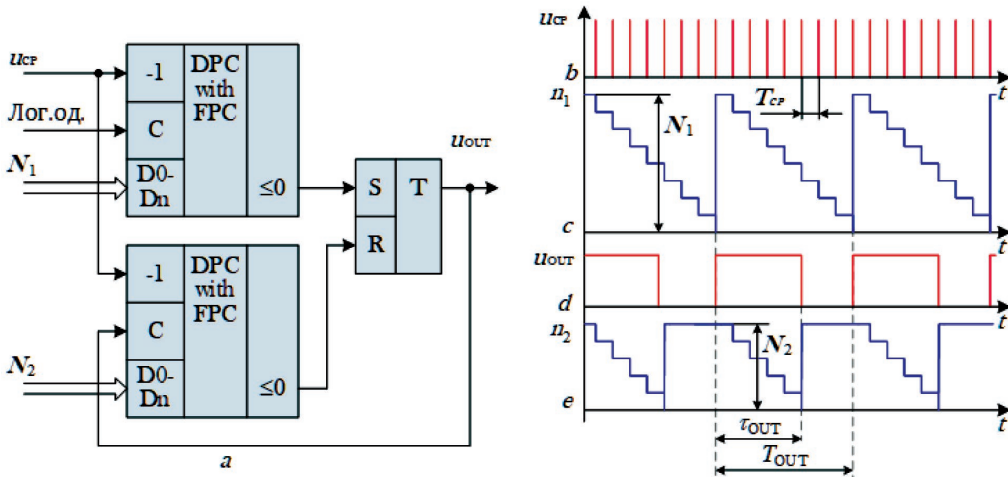 uCP
-1
DPC
with
FPC
Лог.од.
C
N1
D0-
Dn
≤0
uOUT
S
T
R
-1
DPC
with
FPC
C
N2
D0-
Dn
≤0
a
uCP
b
t
n1
N1
TCP
c
t
uOUT
d
t
n2
N2
e
t
τOUT
TOUT